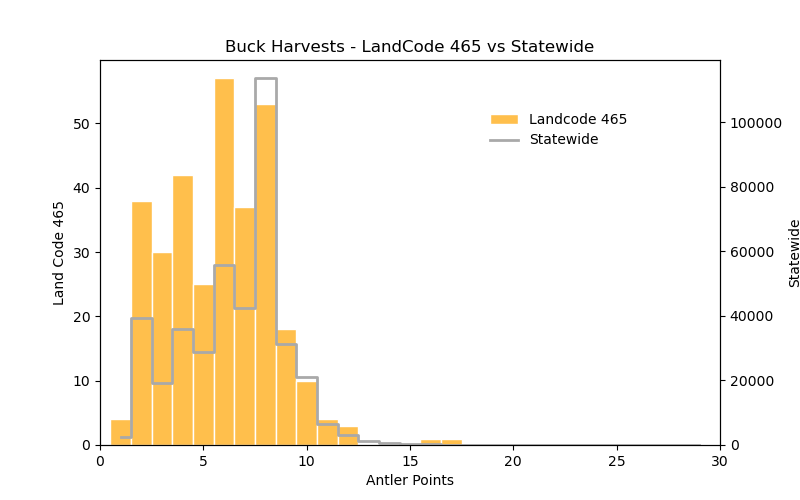 Buck Harvests - LandCode 465 vs Statewide
Landcode 465
Statewide
Land Code 465
50
40
30
20
10
0
100000
80000
60000
40000
20000
0
Statewide
0 5 10 15 20 25 30
Antler Points